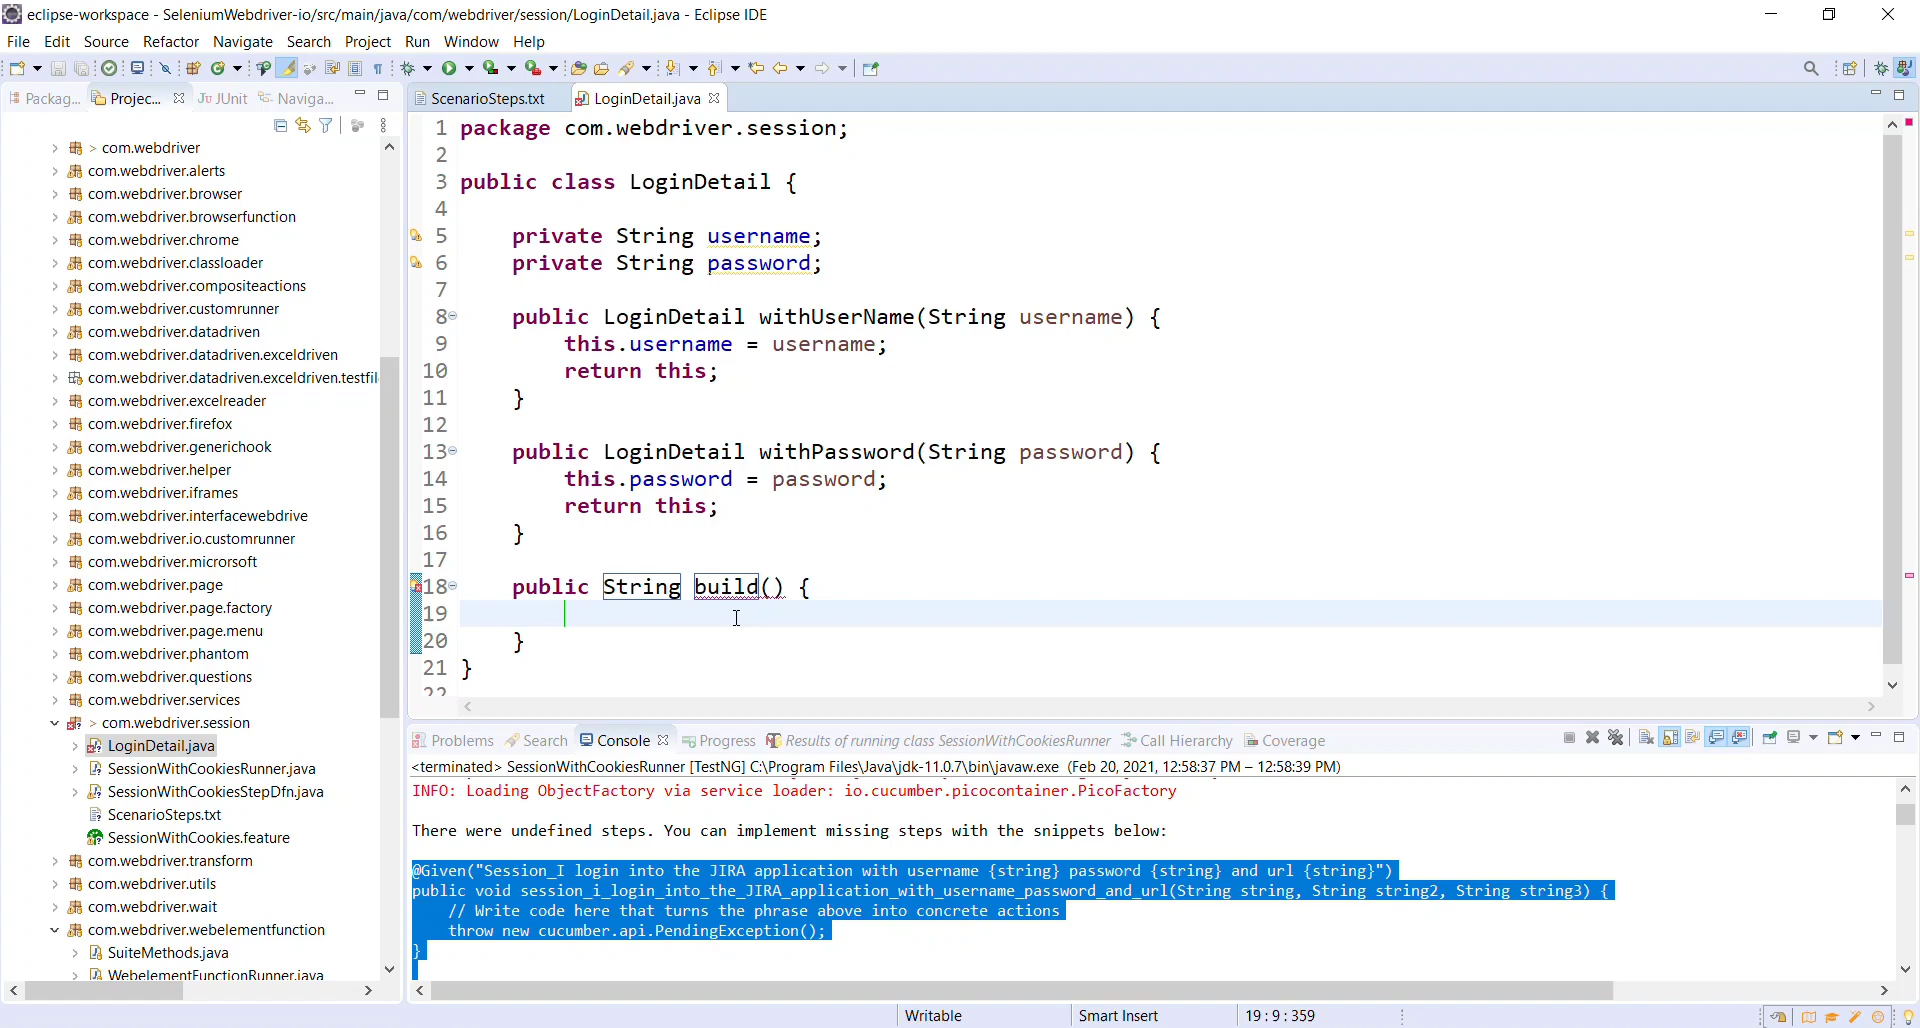 eclipse-workspace - SeleniumWebdriver-io/src/main/java/com/webdriver/session/LoginDetail.java - Eclipse IDE
File Edit Source Refactor Navigate Search Project Run Window Help
Packag... Projec... JUnit Naviga...
ScenarioSteps.txt LoginDetail.java
> com.webdriver
com.webdriver.alerts
com.webdriver.browser
com.webdriver.browserfunction
com.webdriver.chrome
com.webdriver.classloader
com.webdriver.compositeactions
com.webdriver.customrunner
com.webdriver.datadriven
com.webdriver.datadriven.exceldriven
com.webdriver.datadriven.exceldriven.testfil
com.webdriver.excelreader
com.webdriver.firefox
com.webdriver.generichook
com.webdriver.helper
com.webdriver.iframes
com.webdriver.interfacewebdrive
com.webdriver.io.customrunner
com.webdriver.microrsoft
com.webdriver.page
com.webdriver.page.factory
com.webdriver.page.menu
com.webdriver.phantom
com.webdriver.questions
com.webdriver.services
> com.webdriver.session
LoginDetail.java
SessionWithCookiesRunner.java
SessionWithCookiesStepDfn.java
ScenarioSteps.txt
SessionWithCookies.feature
com.webdriver.transform
com.webdriver.utils
com.webdriver.wait
com.webdriver.webelementfunction
SuiteMethods.java
WebelementFunctionRunner.java
1 package com.webdriver.session;
2
3 public class LoginDetail {
4
5 private String username;
6 private String password;
7
8 public LoginDetail withUserName(String username) {
9 this.username = username;
10 return this;
11 }
12
13 public LoginDetail withPassword(String password) {
14 this.password = password;
15 return this;
16 }
17
18 public String build() {
19
20 }
21 }
22
Problems Search Console Progress Results of running class SessionWithCookiesRunner Call Hierarchy Coverage
<terminated> SessionWithCookiesRunner [TestNG] C:\Program Files\Java\jdk-11.0.7\bin\javaw.exe (Feb 20, 2021, 12:58:37 PM – 12:58:39 PM)
INFO: Loading ObjectFactory via service loader: io.cucumber.picocontainer.PicoFactory
There were undefined steps. You can implement missing steps with the snippets below:
@Given("Session_I login into the JIRA application with username {string} password {string} and url {string}")
public void session_i_login_into_the_JIRA_application_with_username_password_and_url(String string, String string2, String string3) {
// Write code here that turns the phrase above into concrete actions
throw new cucumber.api.PendingException();
}
Writable Smart Insert 19 : 9 : 359